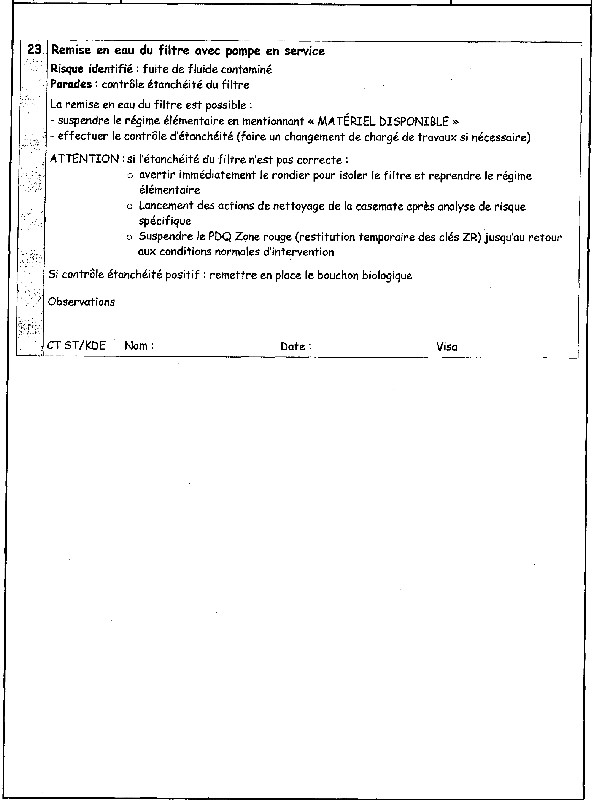 23. Remise en eau du filtre avec pompe en service
Risque identifié : fuite de fluide contaminé
Parades : contrôle étanchéité du filtre
La remise en eau du filtre est possible :
- suspendre le régime élémentaire en mentionnant « MATÉRIEL DISPONIBLE »
- effectuer le contrôle d'étanchéité (faire un changement de chargé de travaux si nécessaire)
ATTENTION : si l'étanchéité du filtre n'est pas correcte :
o avertir immédiatement le rondier pour isoler le filtre et reprendre le régime
élémentaire
o Lancement des actions de nettoyage de la casemate après analyse de risque
spécifique
o Suspendre le PDQ Zone rouge (restitution temporaire des clés ZR) jusqu'au retour
aux conditions normales d'intervention
Si contrôle étanchéité positif : remettre en place le bouchon biologique
Observations
CT ST/KDE Nom : Date : Visa